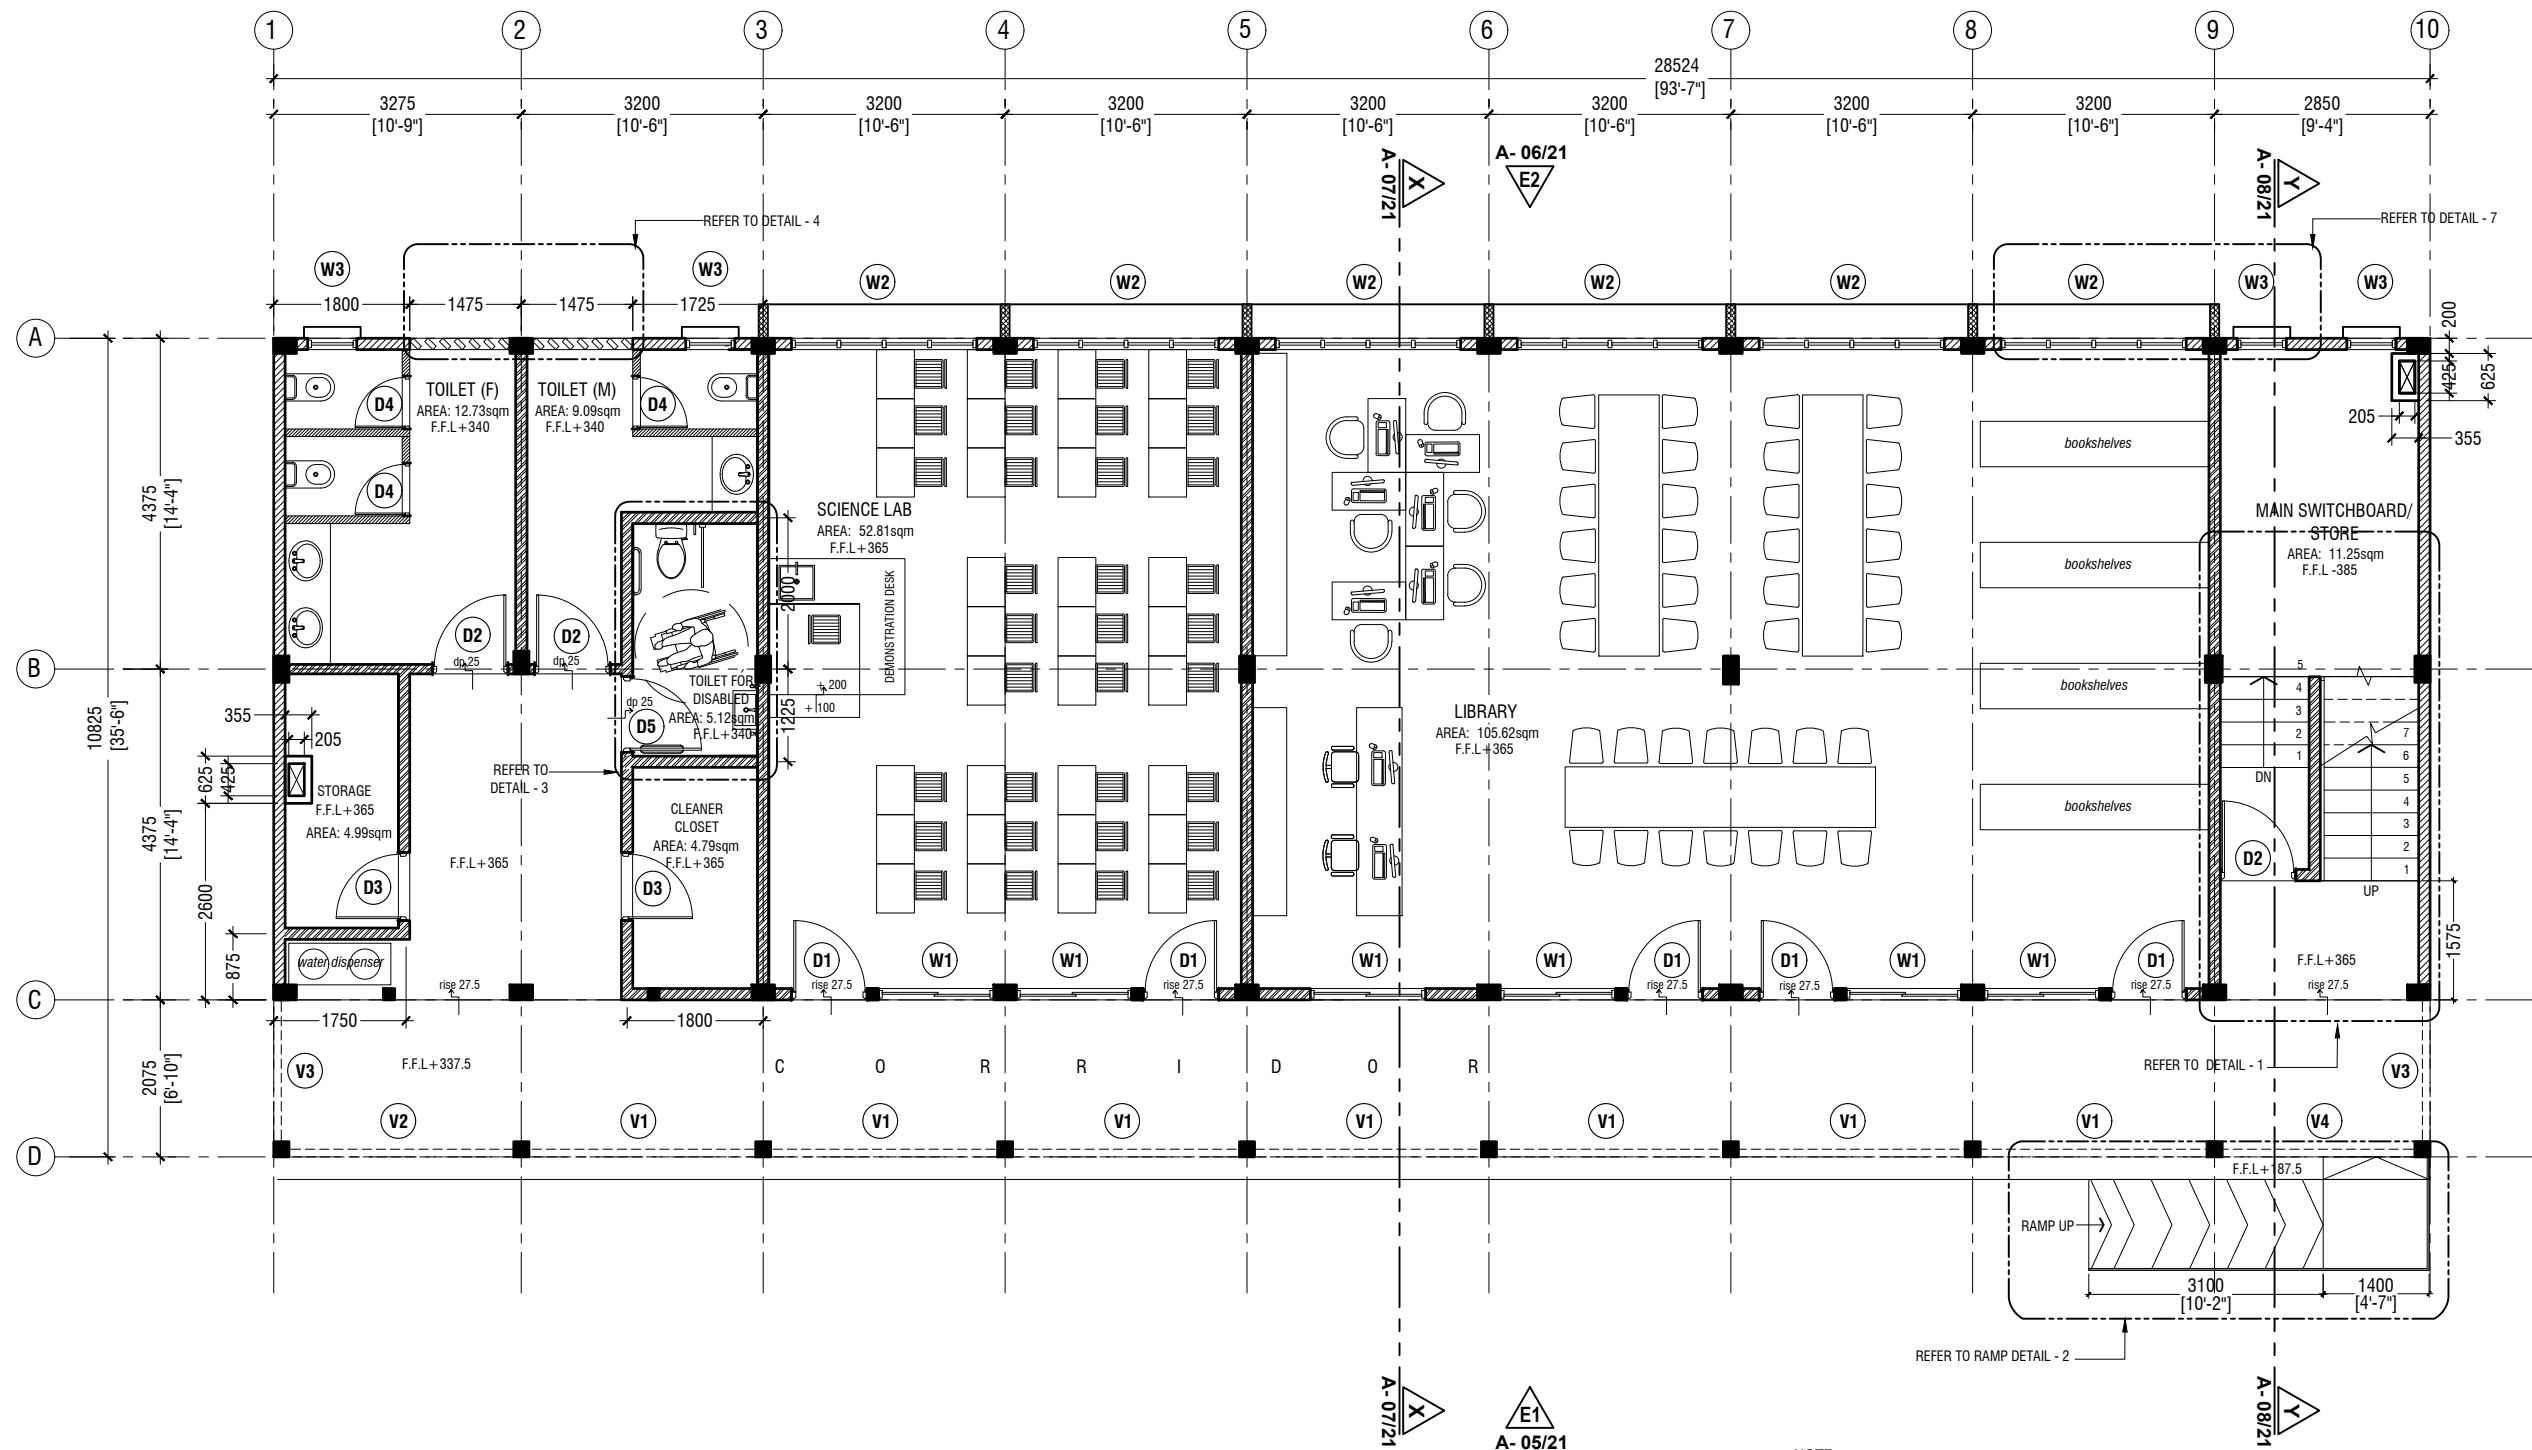 1 2 3 4 5 6 7 8 9 10
28524
[93'-7"]
3275 3200 3200 3200 3200 3200 3200 3200 2850
[10'-9"] [10'-6"] [10'-6"] [10'-6"] [10'-6"] [10'-6"] [10'-6"] [10'-6"] [9'-4"]
A- 07/21 X
A- 06/21
E2
A- 08/21 Y
REFER TO DETAIL - 4
REFER TO DETAIL - 7
W3 W3 W2 W2 W2 W2 W2 W2 W3 W3
1800 1475 1475 1725
200
A
425 625
205
355
D4 D4
TOILET (F)
AREA: 12.73sqm
F.F.L+340
TOILET (M)
AREA: 9.09sqm
F.F.L+340
D4
bookshelves
4375
[14'-4"]
SCIENCE LAB
AREA: 52.81sqm
F.F.L+365
MAIN SWITCHBOARD/
STORE
AREA: 11.25sqm
F.F.L -385
bookshelves
2000
DEMONSTRATION DESK
D2 D2
dp 25 dp 25
B
TOILET FOR
DISABLED
AREA: 5.12sqm
F.F.L+340
dp 25
D5
+ 200
+ 100
1225
bookshelves
5
4
3
2
1
DN
7
6
5
4
3
2
1
UP
LIBRARY
AREA: 105.62sqm
F.F.L+365
10825
[35'-6"]
355
205
625 425
REFER TO
DETAIL - 3
STORAGE
F.F.L+365
AREA: 4.99sqm
CLEANER
CLOSET
AREA: 4.79sqm
F.F.L+365
bookshelves
4375
[14'-4"]
F.F.L+365
D3 D3
D2
2600
875
1575
water dispenser
D1 W1 W1 D1 W1 W1 D1 D1 W1 W1 D1
F.F.L+365
rise 27.5 rise 27.5 rise 27.5 rise 27.5 rise 27.5 rise 27.5 rise 27.5
C
1750 1800
2075
[6'-10"]
V3
F.F.L+337.5
C O R R I D O R
REFER TO DETAIL - 1
V3
V2 V1 V1 V1 V1 V1 V1 V1 V4
D
F.F.L+187.5
RAMP UP
3100 1400
[10'-2"] [4'-7"]
REFER TO RAMP DETAIL - 2
A- 07/21 X
E1
A- 05/21
A- 08/21 Y